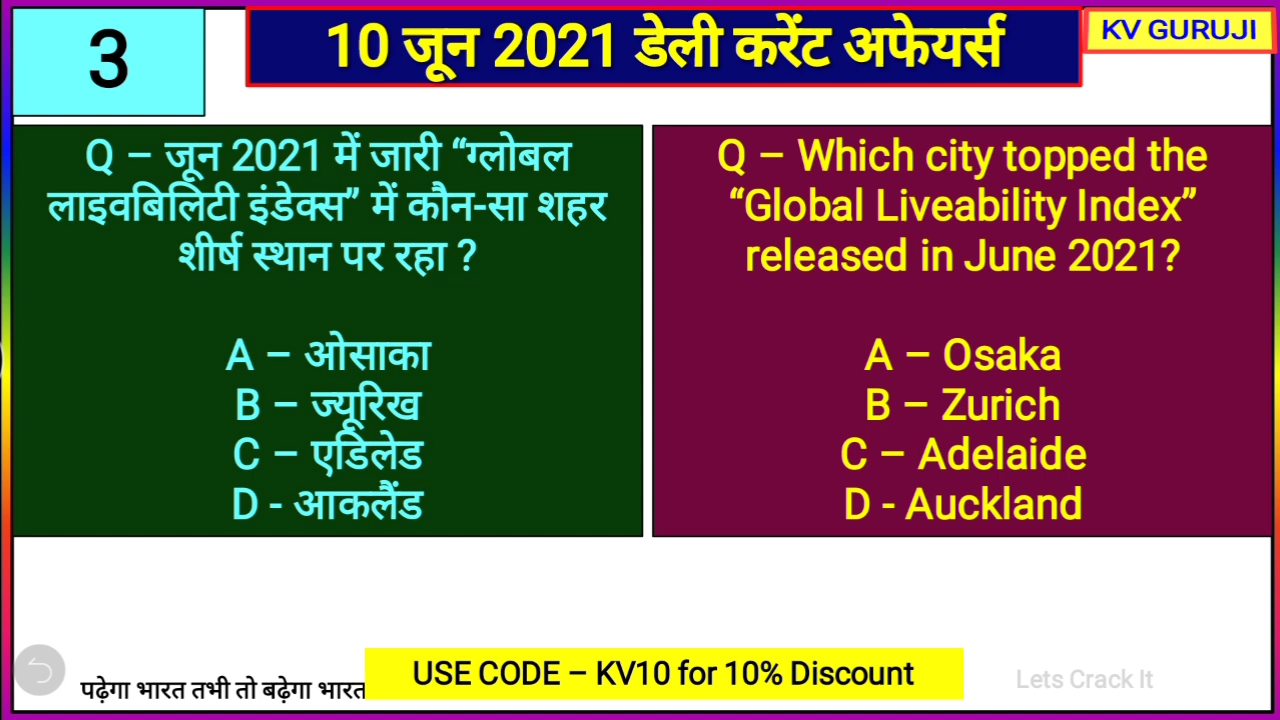 3
10 जून 2021 डेली करेंट अफेयर्स
KV GURUJI
Q – जून 2021 में जारी “ग्लोबल
लाइवबिलिटी इंडेक्स” में कौन-सा शहर
शीर्ष स्थान पर रहा ?
A – ओसाका
B – ज्यूरिख
C – एडिलेड
D - आकलैंड
Q – Which city topped the
“Global Liveability Index”
released in June 2021?
A – Osaka
B – Zurich
C – Adelaide
D - Auckland
पढ़ेगा भारत तभी तो बढ़ेगा भारत
USE CODE – KV10 for 10% Discount
Lets Crack It